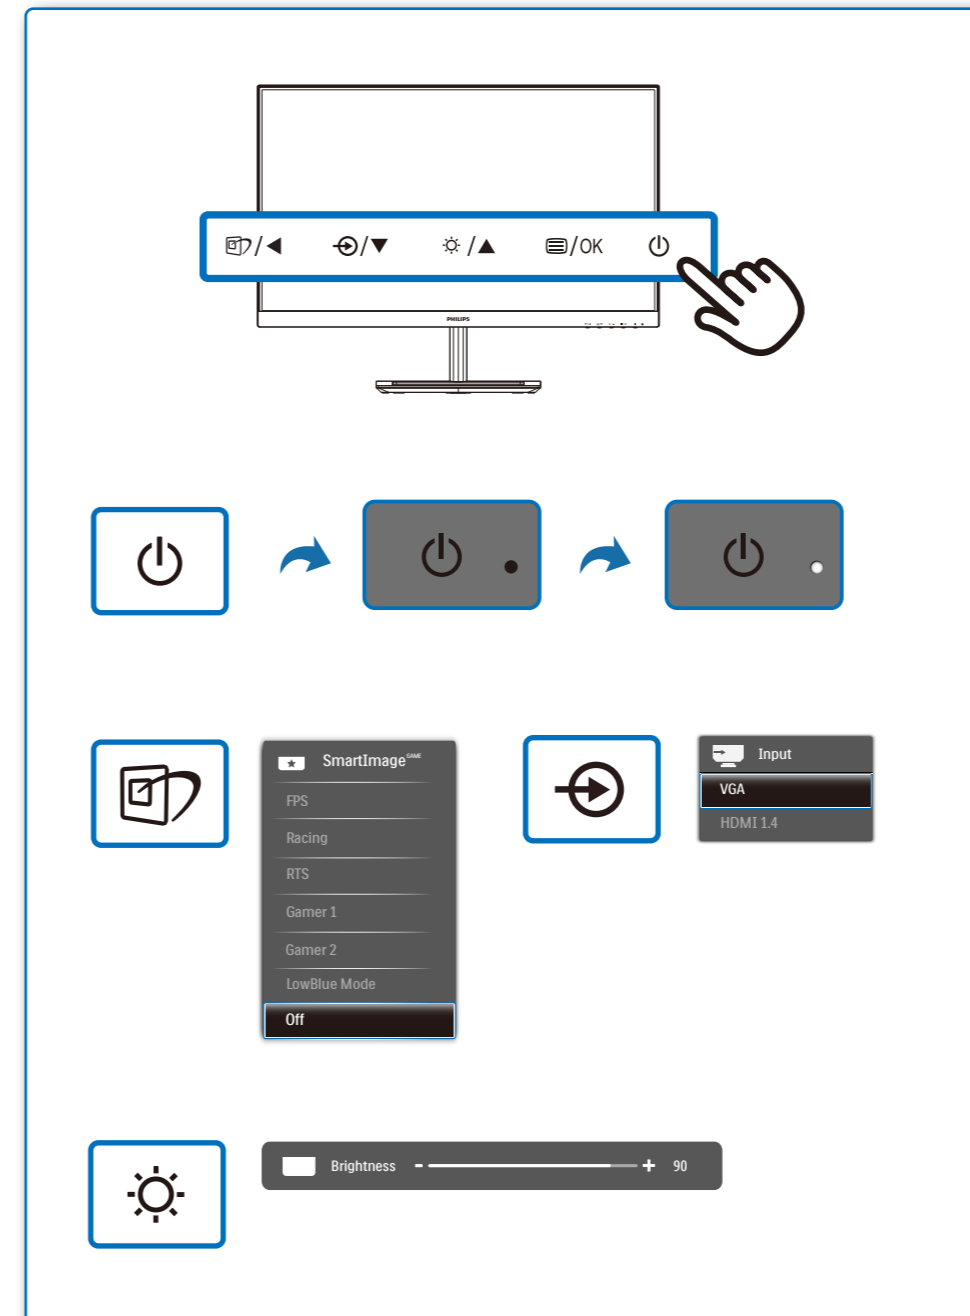 /◀ /▼ /▲ /OK
PHILIPS
SmartImage GAME
FPS
Racing
RTS
Gamer 1
Gamer 2
LowBlue Mode
Off
Input
VGA
HDMI 1.4
Brightness - + 90